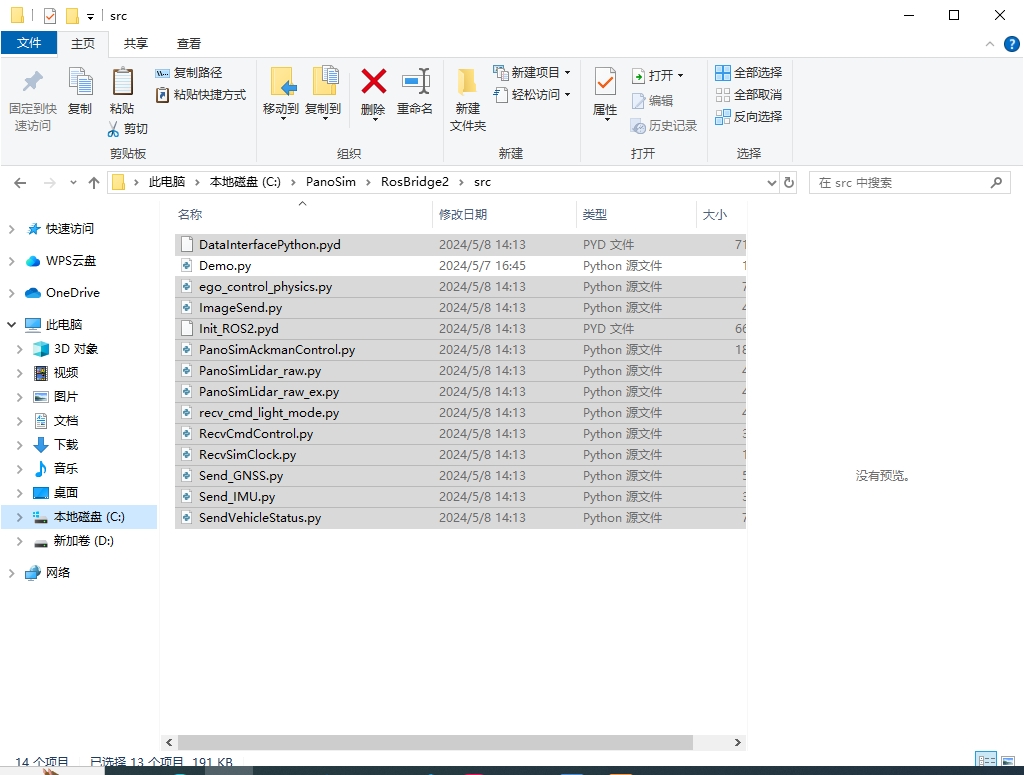 src
文件 主页 共享 查看
固定到快速访问 复制 粘贴 复制路径 粘贴快捷方式 剪切 移动到 复制到 删除 重命名 新建文件夹 新建项目 轻松访问 属性 打开 编辑 历史记录 全部选择 全部取消 反向选择
剪贴板 组织 新建 打开 选择
此电脑 本地磁盘 (C:) PanoSim RosBridge2 src 在 src 中搜索
名称 修改日期 类型 大小
DataInterfacePython.pyd 2024/5/8 14:13 PYD 文件 71
Demo.py 2024/5/7 16:45 Python 源文件 1
ego_control_physics.py 2024/5/8 14:13 Python 源文件 7
ImageSend.py 2024/5/8 14:13 Python 源文件 4
Init_ROS2.pyd 2024/5/8 14:13 PYD 文件 66
PanoSimAckmanControl.py 2024/5/8 14:13 Python 源文件 18
PanoSimLidar_raw.py 2024/5/8 14:13 Python 源文件 4
PanoSimLidar_raw_ex.py 2024/5/8 14:13 Python 源文件 4
recv_cmd_light_mode.py 2024/5/8 14:13 Python 源文件 4
RecvCmdControl.py 2024/5/8 14:13 Python 源文件 3
RecvSimClock.py 2024/5/8 14:13 Python 源文件 1
Send_GNSS.py 2024/5/8 14:13 Python 源文件 5
Send_IMU.py 2024/5/8 14:13 Python 源文件 3
SendVehicleStatus.py 2024/5/8 14:13 Python 源文件 7
快速访问
WPS云盘
OneDrive
此电脑
3D 对象
视频
图片
文档
下载
音乐
桌面
本地磁盘 (C:)
新加卷 (D:)
网络
没有预览。
14 个项目 已选择 13 个项目 191 KB